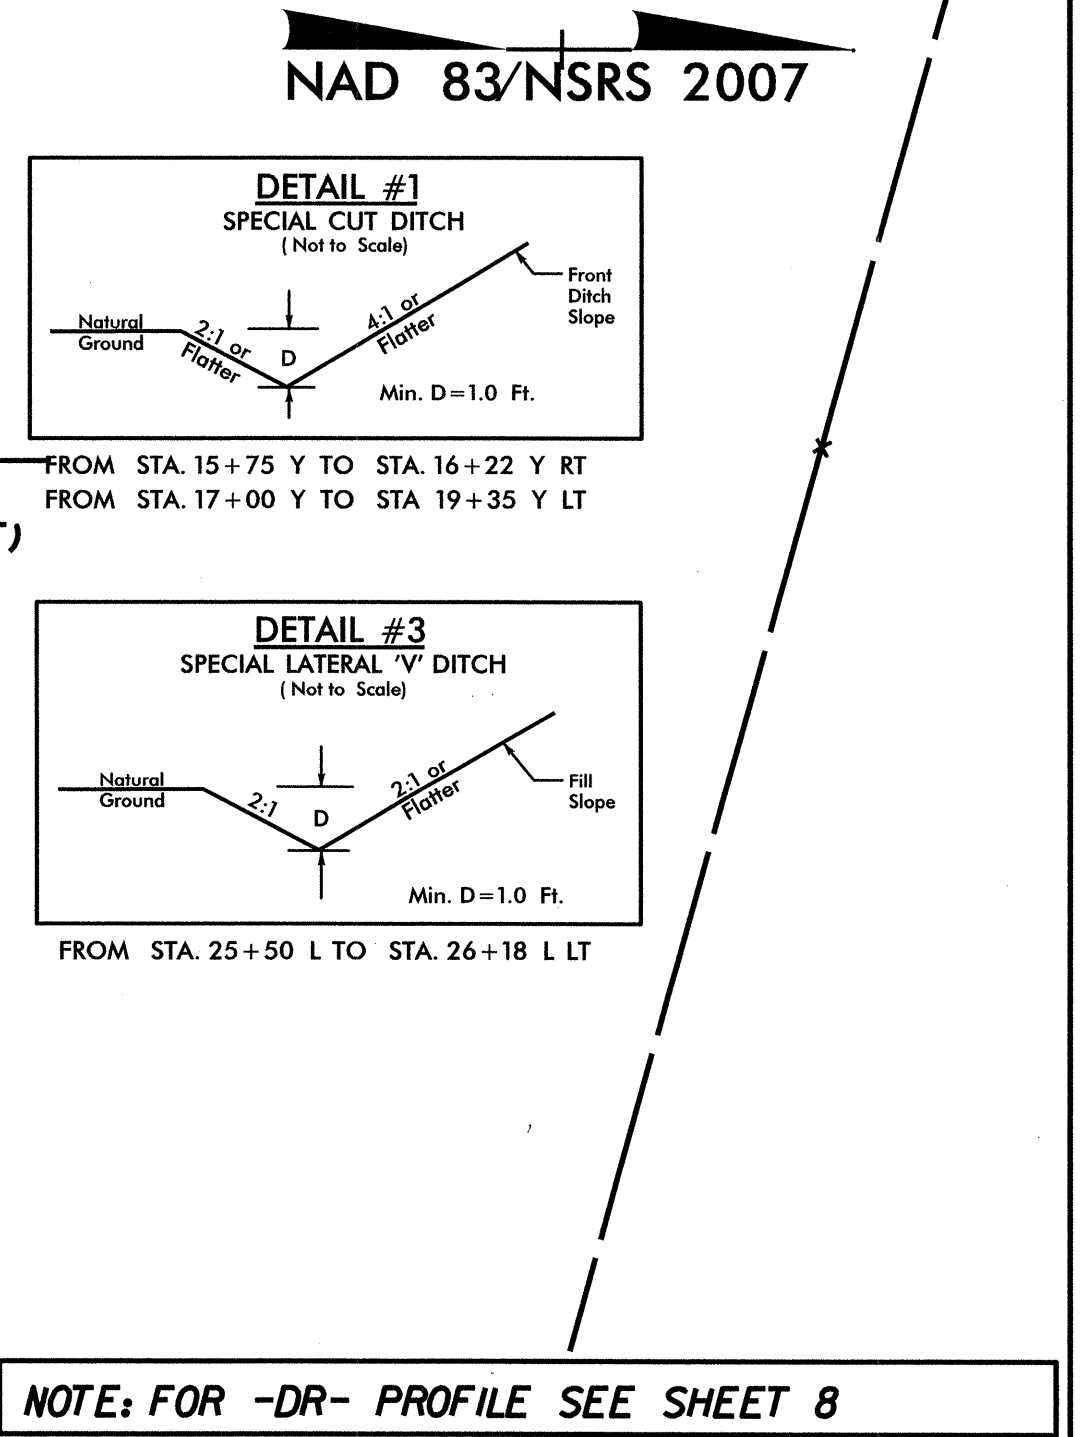 NAD 83/NSRS 2007
DETAIL #1
SPECIAL CUT DITCH
(Not to Scale)
Natural
Ground
2:1 or
Flatter
D
4:1 or
Flatter
Front
Ditch
Slope
Min. D=1.0 Ft.
FROM STA. 15+75 Y TO STA. 16+22 Y RT
FROM STA. 17+00 Y TO STA 19+35 Y LT
DETAIL #3
SPECIAL LATERAL 'V' DITCH
(Not to Scale)
Natural
Ground
2:1
D
2:1 or
Flatter
Fill
Slope
Min. D=1.0 Ft.
FROM STA. 25+50 L TO STA. 26+18 L LT
NOTE: FOR -DR- PROFILE SEE SHEET 8